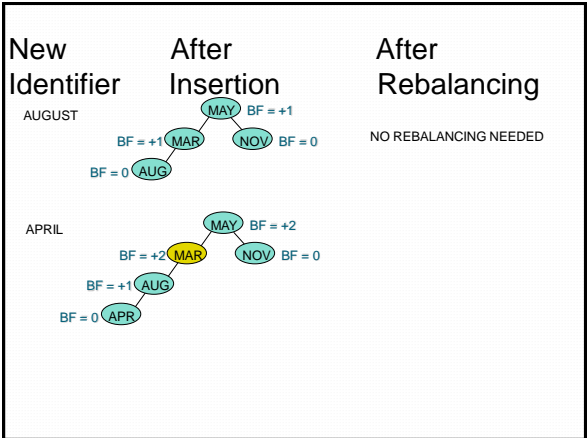 New After After
Identifier Insertion Rebalancing
AUGUST
MAY BF = +1
BF = +1 MAR NOV BF = 0
NO REBALANCING NEEDED
BF = 0 AUG
APRIL
MAY BF = +2
BF = +2 MAR NOV BF = 0
BF = +1 AUG
BF = 0 APR